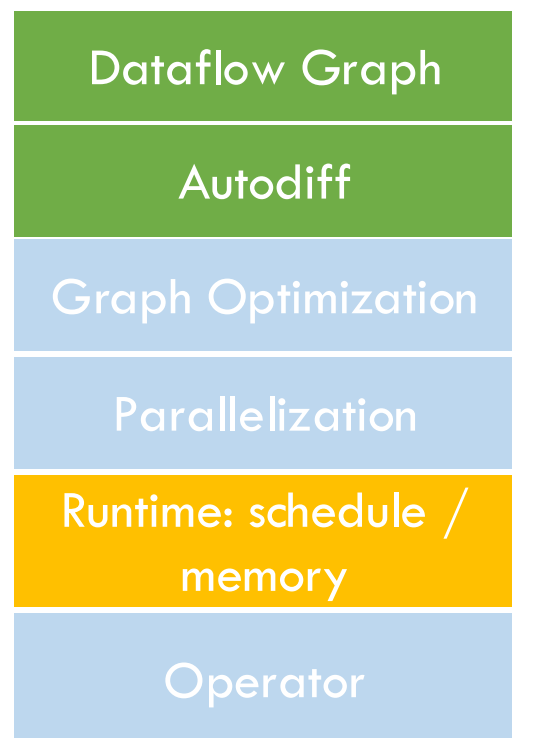 Dataflow Graph
Autodiff
Graph Optimization
Parallelization
Runtime: schedule /
memory
Operator